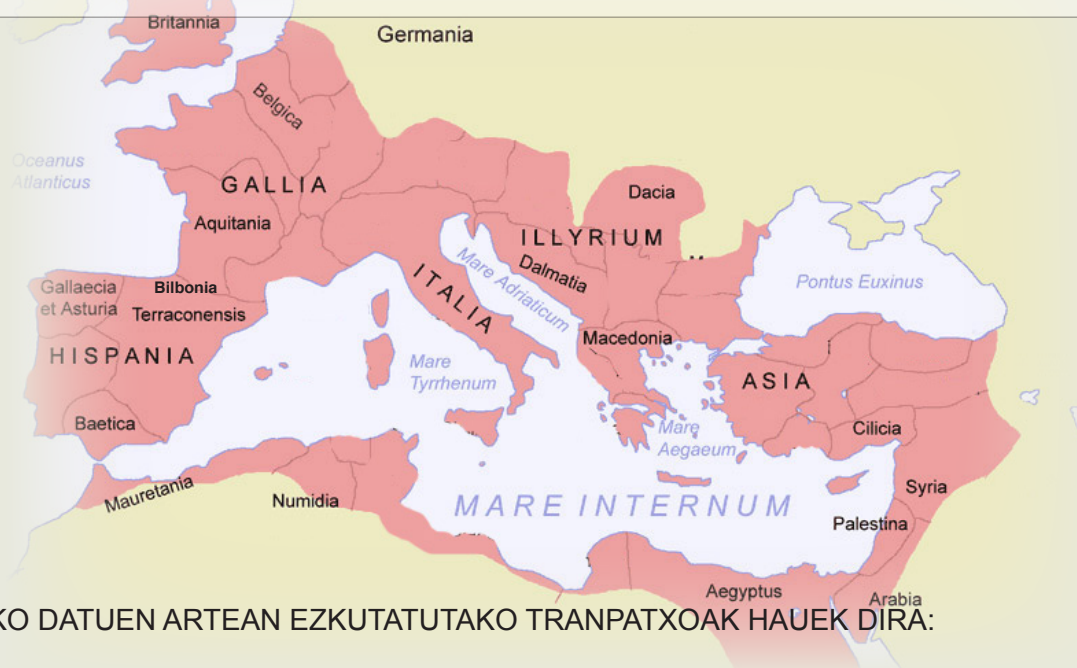 Britannia
Germania
Belgica
Oceanus
Atlanticus
GALLIA
Dacia
Aquitania
ILLYRIUM
Mare Adriaticum
Dalmatia
ITALIA
Pontus Euxinus
Gallaecia
et Asturia
Bilbonia
Terraconensis
Macedonia
HISPANIA
Mare
Tyrrhenum
ASIA
Baetica
Mare
Aegaeum
Cilicia
Mauretania
Numidia
MARE INTERNUM
Syria
Palestina
Aegyptus
Arabia
KO DATUEN ARTEAN EZKUTATUTAKO TRANPATXOAK HAUEK DIRA: